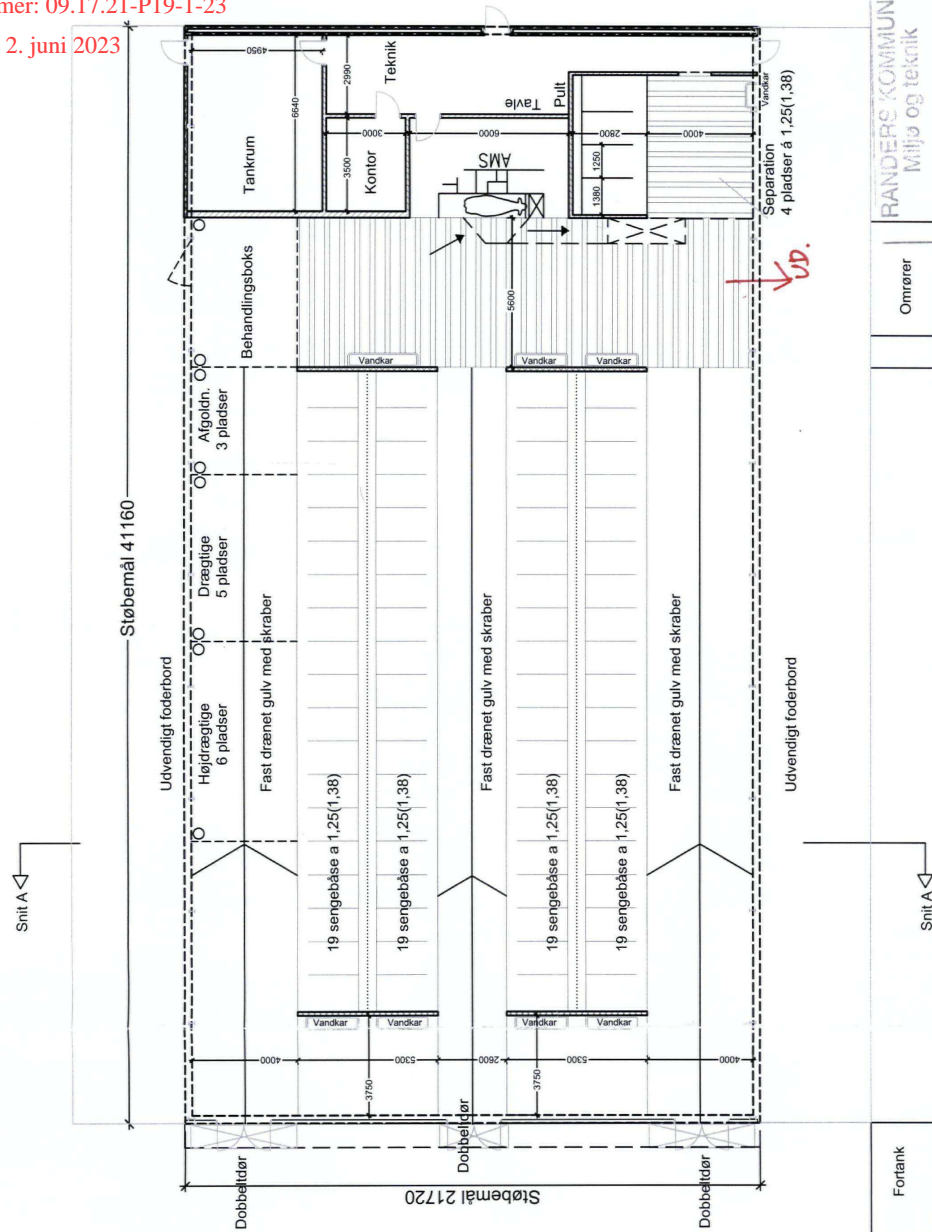 mer: 09.17.21-P19-1-23
2. juni 2023
Støbemål 41160
Snit A
Udvendigt foderbord
4950
Tankrum
6640
2990
Teknik
3000
3500
Kontor
Tavle
6000
Pult
AMS
2800
1250
1380
4000
Vandkar
Separation
4 pladser á 1,25(1,38)
RANDERS KOMMUN
Miljø og teknik
UD.
Omrører
Behandlingsboks
5600
Afgoldn.
3 pladser
Drægtige
5 pladser
Højdrægtige
6 pladser
Vandkar
Vandkar
Vandkar
Fast drænet gulv med skraber
Fast drænet gulv med skraber
Fast drænet gulv med skraber
19 sengebåse a 1,25(1,38)
19 sengebåse a 1,25(1,38)
19 sengebåse a 1,25(1,38)
19 sengebåse a 1,25(1,38)
Udvendigt foderbord
Vandkar
Vandkar
Vandkar
Vandkar
4000
5300
2600
5300
4000
3750
3750
Dobbeltdør
Dobbeltdør
Dobbeltdør
Støbemål 21720
Snit A
Fortank